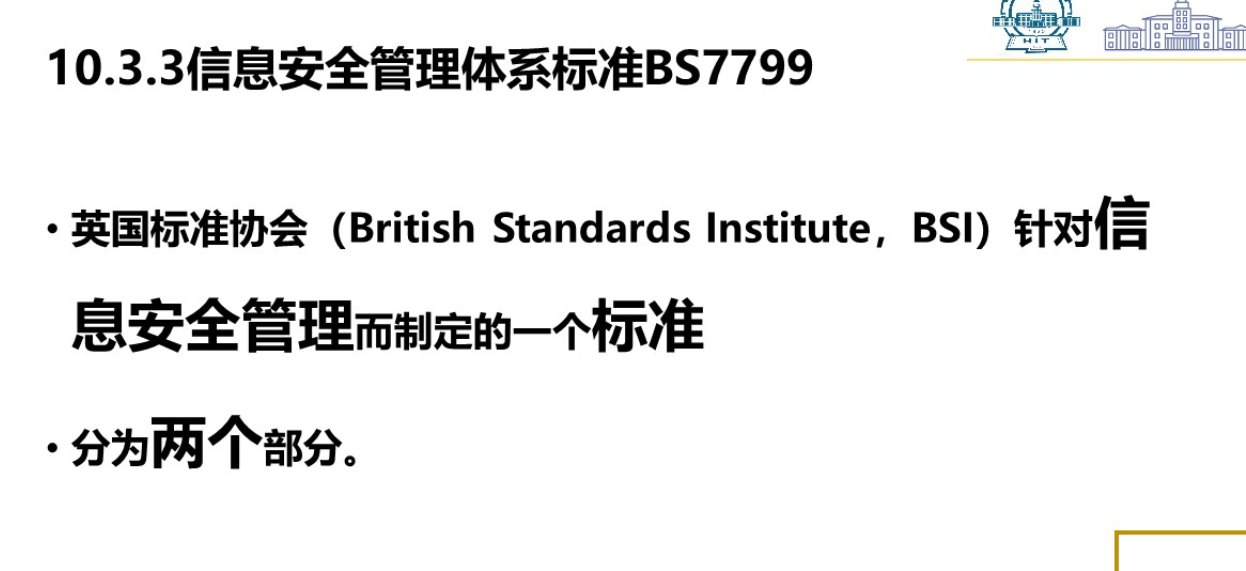 HIT
10.3.3信息安全管理体系标准BS7799
• 英国标准协会（British Standards Institute，BSI）针对信
息安全管理而制定的一个标准
• 分为两个部分。